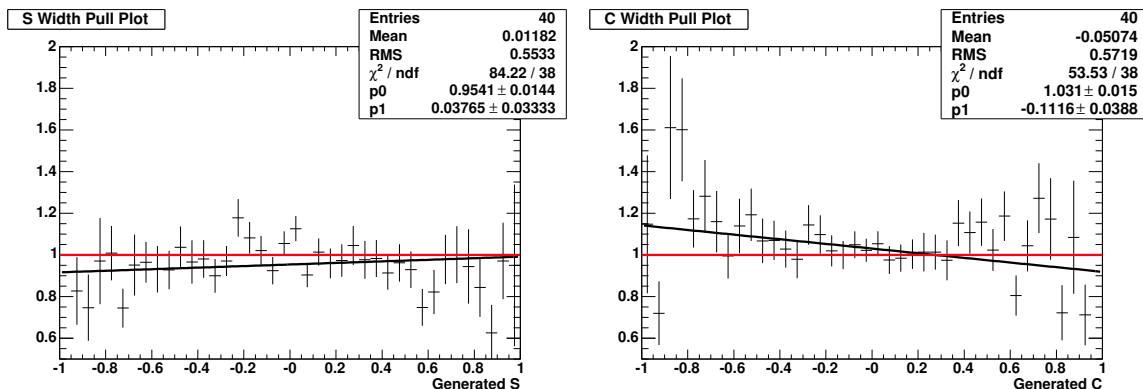 S Width Pull Plot
Entries 40
Mean 0.01182
RMS 0.5533
χ² / ndf 84.22 / 38
p0 0.9541 ± 0.0144
p1 0.03765 ± 0.03333
2
1.8
1.6
1.4
1.2
1
0.8
0.6
-1 -0.8 -0.6 -0.4 -0.2 -0 0.2 0.4 0.6 0.8 1
Generated S
C Width Pull Plot
Entries 40
Mean -0.05074
RMS 0.5719
χ² / ndf 53.53 / 38
p0 1.031 ± 0.015
p1 -0.1116 ± 0.0388
2
1.8
1.6
1.4
1.2
1
0.8
0.6
-1 -0.8 -0.6 -0.4 -0.2 -0 0.2 0.4 0.6 0.8 1
Generated C